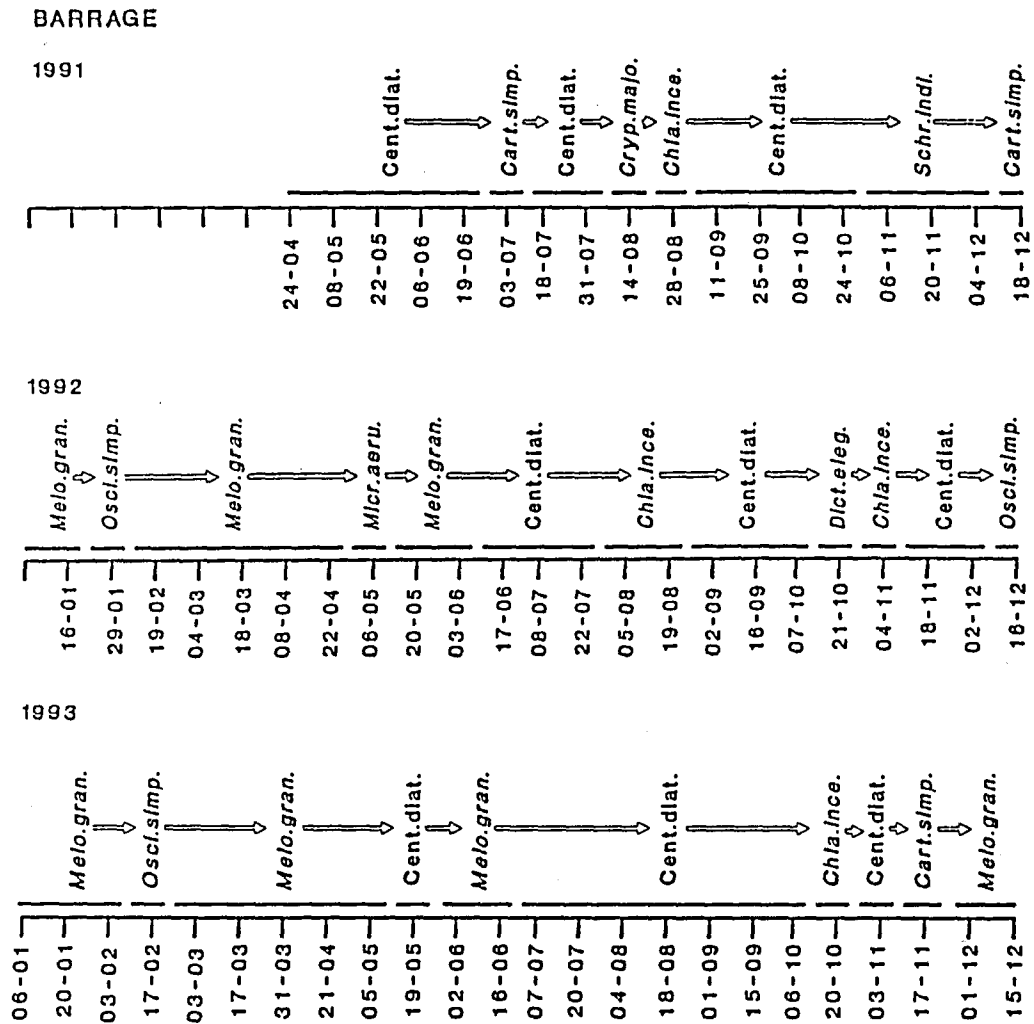 BARRAGE
1991
Cent.diat. Cart.simp. Cent.diat. Cryp.majo. Chla.ince. Cent.diat. Schr.indi. Cart.simp.
24-04 08-05 22-05 06-06 19-06 03-07 18-07 31-07 14-08 28-08 11-09 25-09 08-10 24-10 06-11 20-11 04-12 18-12
1992
Melo.gran. Osci.simp. Melo.gran. Micr.aeru. Melo.gran. Cent.diat. Chla.ince. Cent.diat. Dict.eleg. Chla.ince. Cent.diat. Osci.simp.
16-01 29-01 19-02 04-03 18-03 08-04 22-04 06-05 20-05 03-06 17-06 08-07 22-07 05-08 19-08 02-09 16-09 07-10 21-10 04-11 18-11 02-12 16-12
1993
Melo.gran. Osci.simp. Melo.gran. Cent.diat. Melo.gran. Cent.diat. Chla.ince. Cent.diat. Cart.simp. Melo.gran.
06-01 20-01 03-02 17-02 03-03 17-03 31-03 21-04 05-05 19-05 02-06 16-06 07-07 20-07 04-08 18-08 01-09 15-09 06-10 20-10 03-11 17-11 01-12 15-12